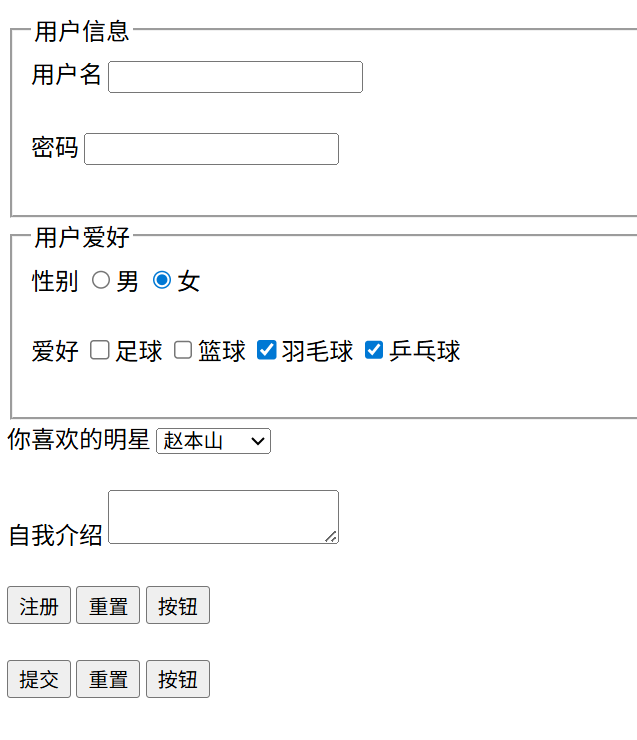 用户信息
用户名
密码
用户爱好
性别 男 女
爱好 足球 篮球 羽毛球 乒乓球
你喜欢的明星 赵本山
自我介绍
注册 重置 按钮
提交 重置 按钮